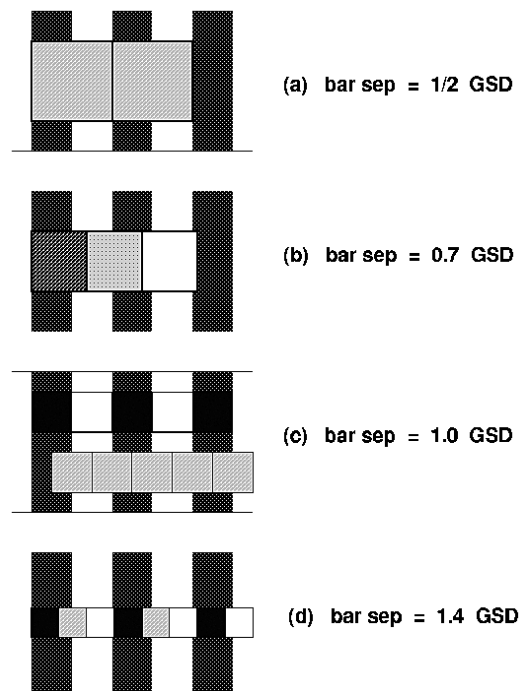 (a) bar sep = 1/2 GSD
(b) bar sep = 0.7 GSD
(c) bar sep = 1.0 GSD
(d) bar sep = 1.4 GSD